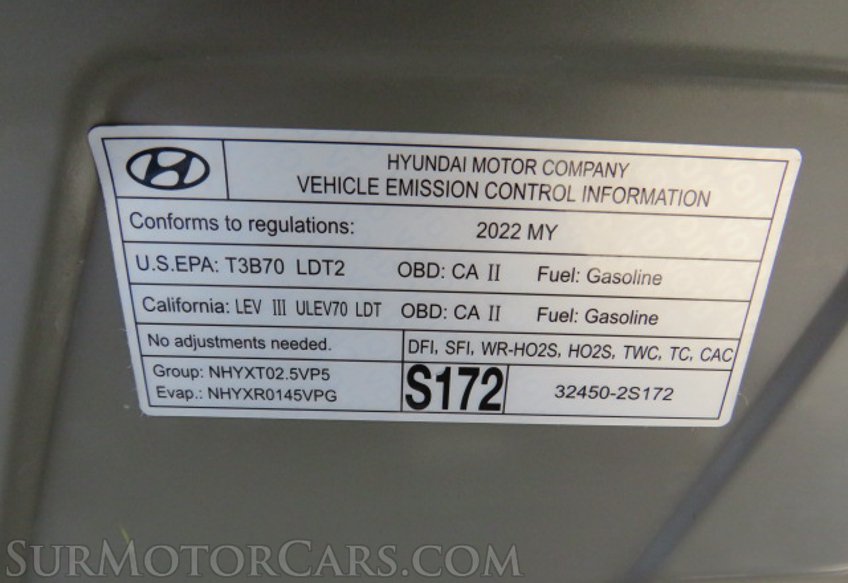 HYUNDAI MOTOR COMPANY
VEHICLE EMISSION CONTROL INFORMATION
Conforms to regulations: 2022 MY
U.S.EPA: T3B70 LDT2 OBD: CA II Fuel: Gasoline
California: LEV III ULEV70 LDT OBD: CA II Fuel: Gasoline
No adjustments needed. DFI, SFI, WR-HO2S, HO2S, TWC, TC, CAC
Group: NHYXT02.5VP5
Evap.: NHYXR0145VPG
S172 32450-2S172
SURMOTORCARS.COM